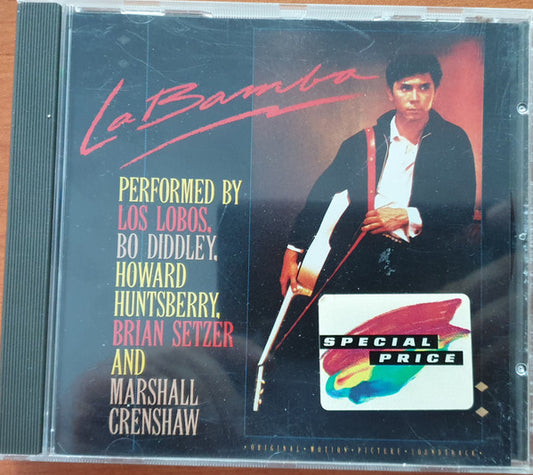 La Bamba
PERFORMED BY
LOS LOBOS,
BO DIDDLEY,
HOWARD
HUNTSBERRY,
BRIAN SETZER
AND
MARSHALL
CRENSHAW
SPECIAL
PRICE
• ORIGINAL • MOTION • PICTURE • SOUNDTRACK •